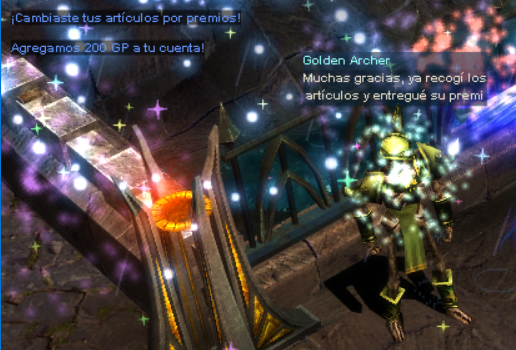 ¡Cambiaste tus artículos por premios!
Agregamos 200 GP a tu cuenta!
Golden Archer
Muchas gracias, ya recogí los
artículos y entregué su premi